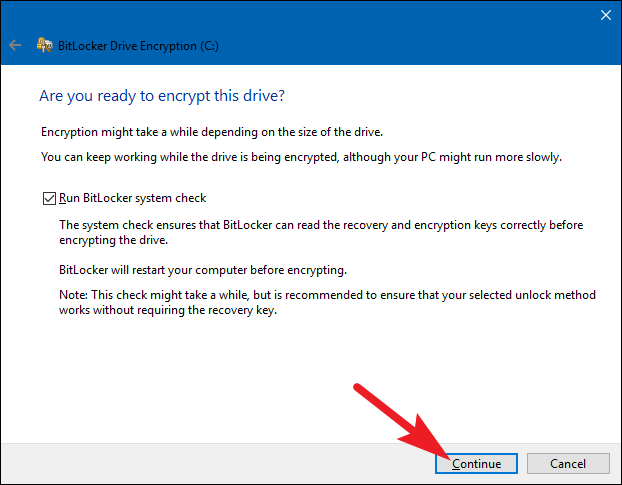 BitLocker Drive Encryption (C:)
Are you ready to encrypt this drive?
Encryption might take a while depending on the size of the drive.
You can keep working while the drive is being encrypted, although your PC might run more slowly.
Run BitLocker system check
The system check ensures that BitLocker can read the recovery and encryption keys correctly before
encrypting the drive.
BitLocker will restart your computer before encrypting.
Note: This check might take a while, but is recommended to ensure that your selected unlock method
works without requiring the recovery key.
Continue
Cancel